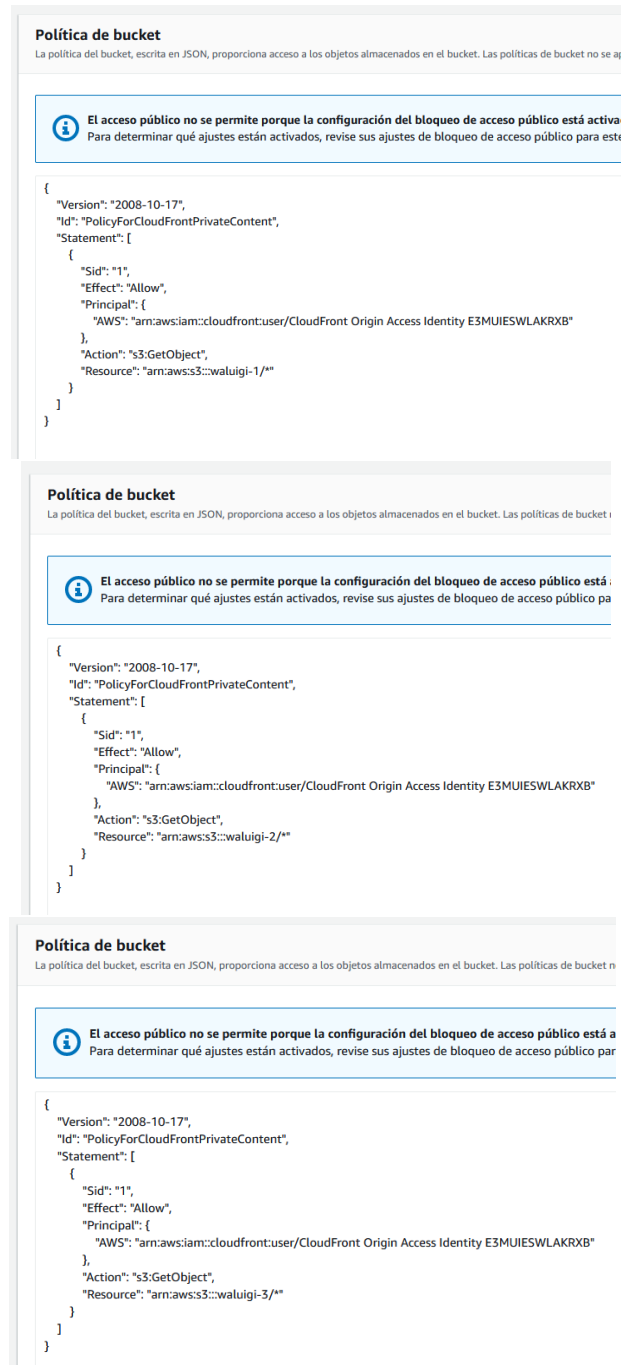 Política de bucket
La política del bucket, escrita en JSON, proporciona acceso a los objetos almacenados en el bucket. Las políticas de bucket no se
El acceso público no se permite porque la configuración del bloqueo de acceso público está
Para determinar qué ajustes están activados, revise sus ajustes de bloqueo de acceso público para este
{
"Version": "2008-10-17",
"Id": "PolicyForCloudFrontPrivateContent",
"Statement": [
{
"Sid": "1",
"Effect": "Allow",
"Principal": {
"AWS": "arn:aws:iam::cloudfront:user/CloudFront Origin Access Identity E3MUIESWLAKRXB"
},
"Action": "s3:GetObject",
"Resource": "arn:aws:s3:::waluigi-1/*"
}
]
}
Política de bucket
La política del bucket, escrita en JSON, proporciona acceso a los objetos almacenados en el bucket. Las políticas de bucket
El acceso público no se permite porque la configuración del bloqueo de acceso público está
Para determinar qué ajustes están activados, revise sus ajustes de bloqueo de acceso público
{
"Version": "2008-10-17",
"Id": "PolicyForCloudFrontPrivateContent",
"Statement": [
{
"Sid": "1",
"Effect": "Allow",
"Principal": {
"AWS": "arn:aws:iam::cloudfront:user/CloudFront Origin Access Identity E3MUIESWLAKRXB"
},
"Action": "s3:GetObject",
"Resource": "arn:aws:s3:::waluigi-2/*"
}
]
}
Política de bucket
La política del bucket, escrita en JSON, proporciona acceso a los objetos almacenados en el bucket. Las políticas de bucket
El acceso público no se permite porque la configuración del bloqueo de acceso público está
Para determinar qué ajustes están activados, revise sus ajustes de bloqueo de acceso público
{
"Version": "2008-10-17",
"Id": "PolicyForCloudFrontPrivateContent",
"Statement": [
{
"Sid": "1",
"Effect": "Allow",
"Principal": {
"AWS": "arn:aws:iam::cloudfront:user/CloudFront Origin Access Identity E3MUIESWLAKRXB"
},
"Action": "s3:GetObject",
"Resource": "arn:aws:s3:::waluigi-3/*"
}
]
}